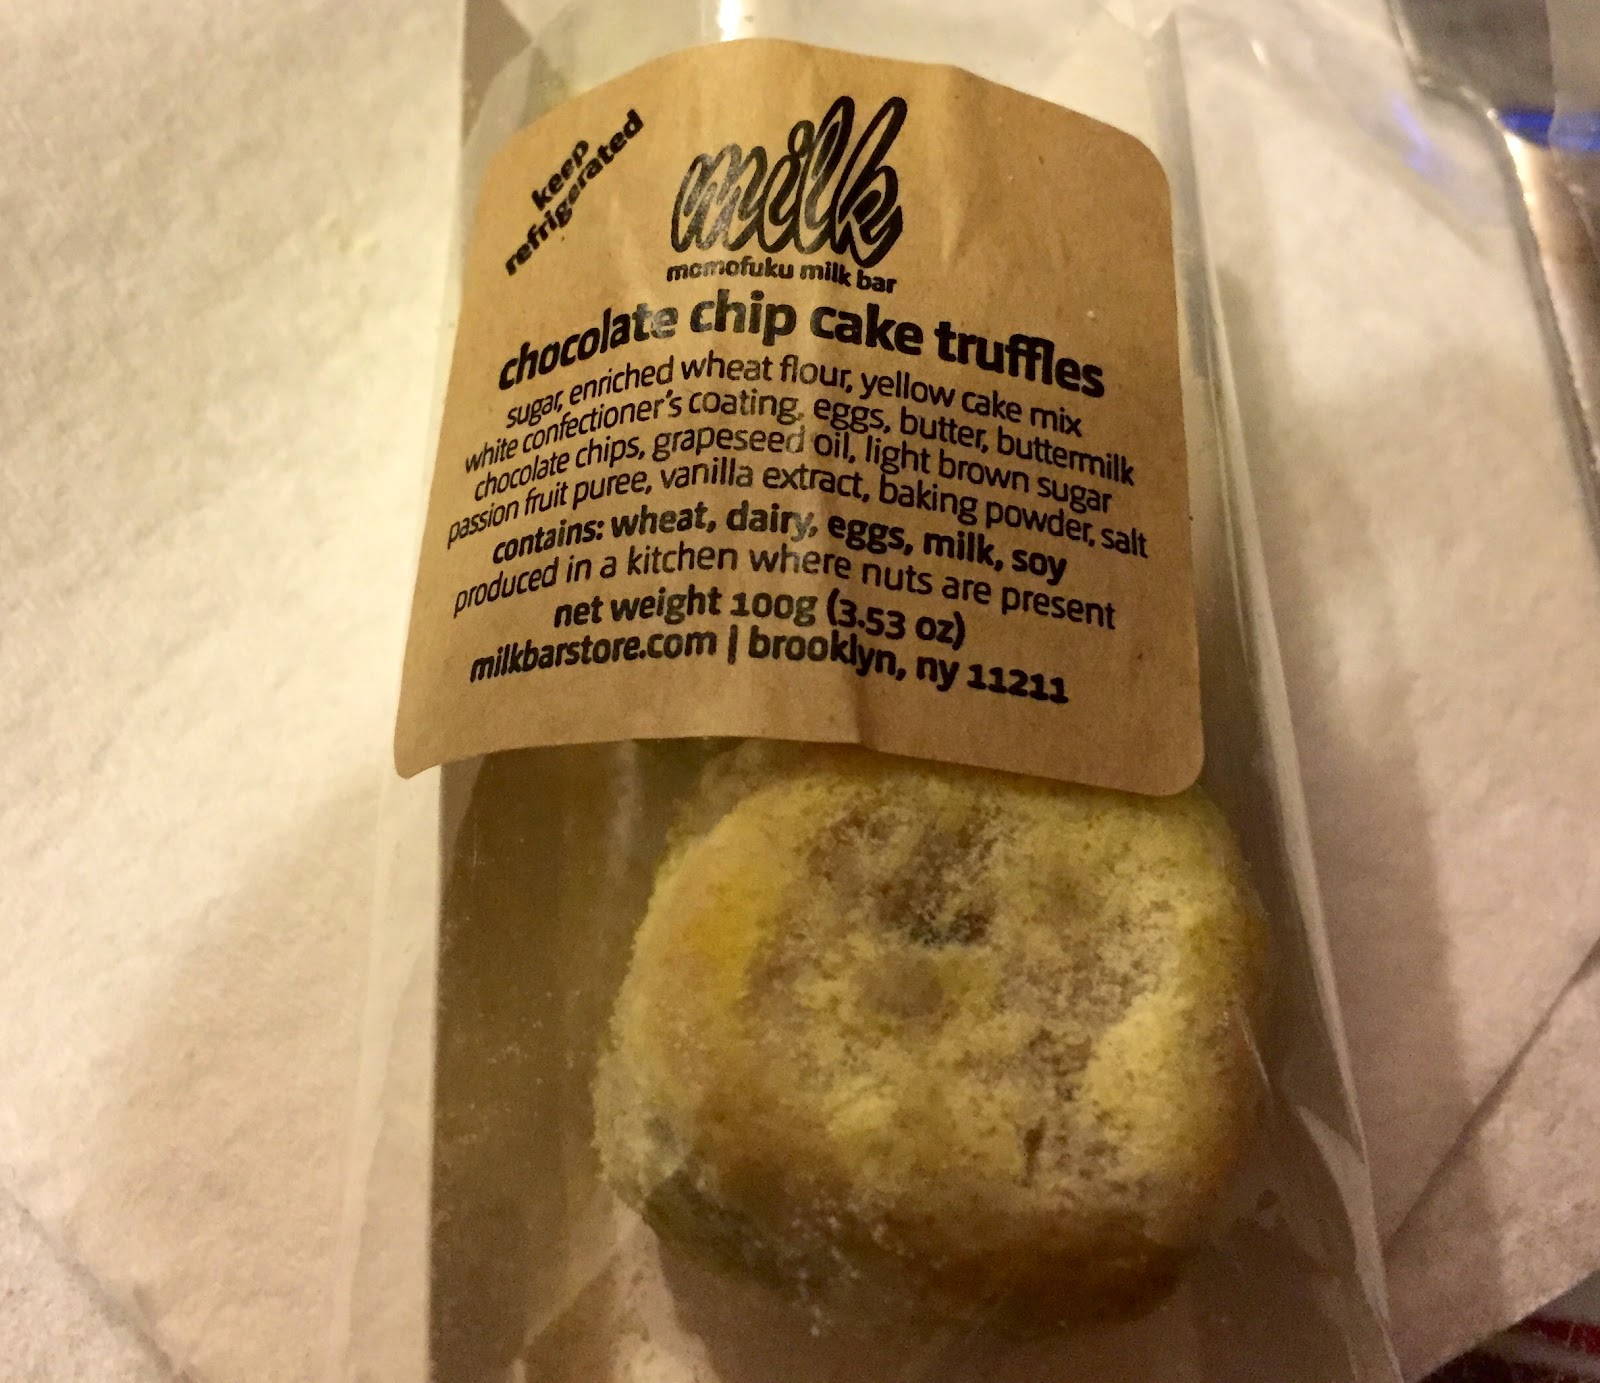 keep
refrigerated
milk
momofuku milk bar
chocolate chip cake truffles
sugar, enriched wheat flour, yellow cake mix
white confectioner's coating, eggs, butter, buttermilk
chocolate chips, grapeseed oil, light brown sugar
passion fruit puree, vanilla extract, baking powder, salt
contains: wheat, dairy, eggs, milk, soy
produced in a kitchen where nuts are present
net weight 100g (3.53 oz)
milkbarstore.com | brooklyn, ny 11211